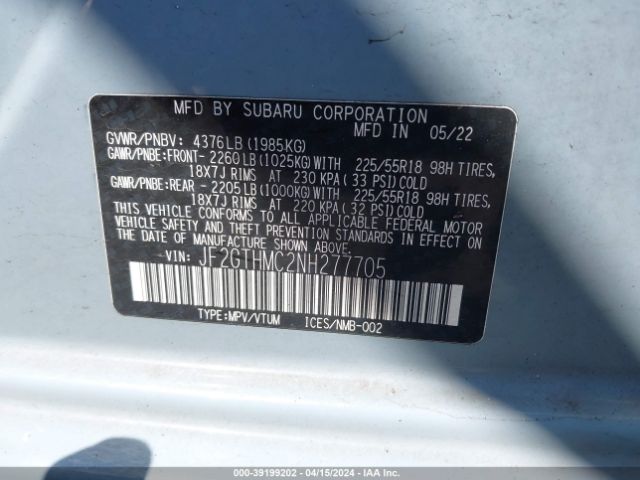 MFD BY SUBARU CORPORATION
MFD IN 05/22
GVWR/PNBV: 4376LB(1985KG)
GAWR/PNBE:FRONT- 2260LB(1025KG)WITH 225/55R18 98H TIRES,
18X7J RIMS AT 230 KPA( 33 PSI)COLD
GAWR/PNBE:REAR - 2205LB(1000KG)WITH 225/55R18 98H TIRES,
18X7J RIMS AT 220 KPA( 32 PSI)COLD
THIS VEHICLE CONFORMS TO ALL APPLICABLE FEDERAL MOTOR
VEHICLE SAFETY AND THEFT PREVENTION STANDARDS IN EFFECT ON
THE DATE OF MANUFACTURE SHOWN ABOVE.
VIN: JF2GTHMC2NH277705
TYPE:MPV/VTUM ICES/NMB-002
000-39199202 - 04/15/2024 - IAA Inc.